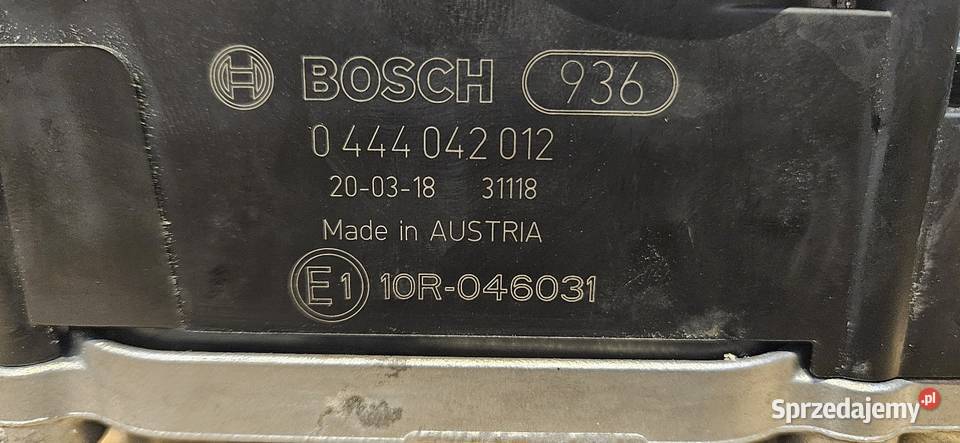 BOSCH 936
0 444 042 012
20-03-18 31118
Made in AUSTRIA
E1 10R-046031
Sprzedajemy.pl